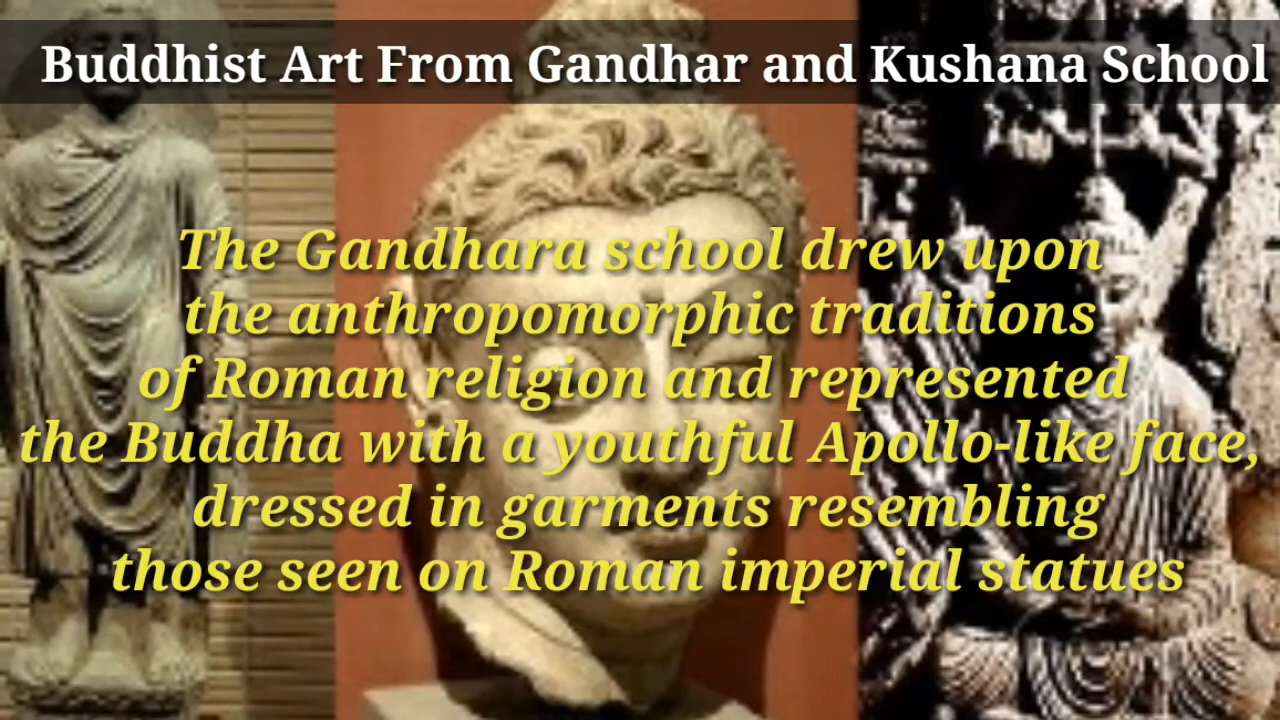 Buddhist Art From Gandhar and Kushana School
The Gandhara school drew upon
the anthropomorphic traditions
of Roman religion and represented
the Buddha with a youthful Apollo-like face,
dressed in garments resembling
those seen on Roman imperial statues